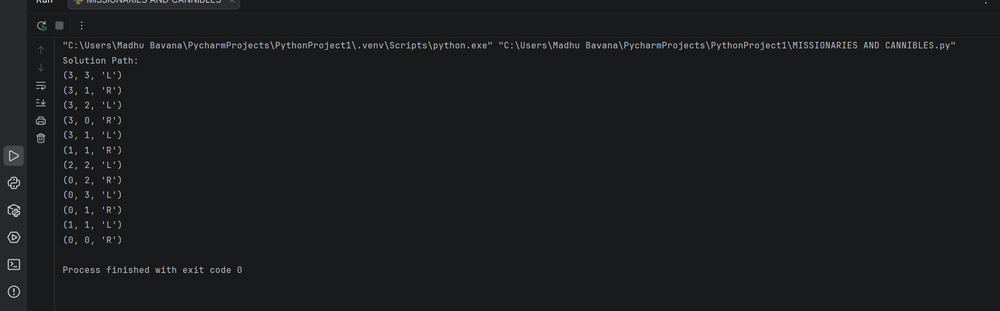 Run MISSIONARIES AND CANNIBLES
"C:\Users\Madhu Bavana\PycharmProjects\PythonProject1\.venv\Scripts\python.exe" "C:\Users\Madhu Bavana\PycharmProjects\PythonProject1\MISSIONARIES AND CANNIBLES.py"
Solution Path:
(3, 3, 'L')
(3, 1, 'R')
(3, 2, 'L')
(3, 0, 'R')
(3, 1, 'L')
(1, 1, 'R')
(2, 2, 'L')
(0, 2, 'R')
(0, 3, 'L')
(0, 1, 'R')
(1, 1, 'L')
(0, 0, 'R')
Process finished with exit code 0